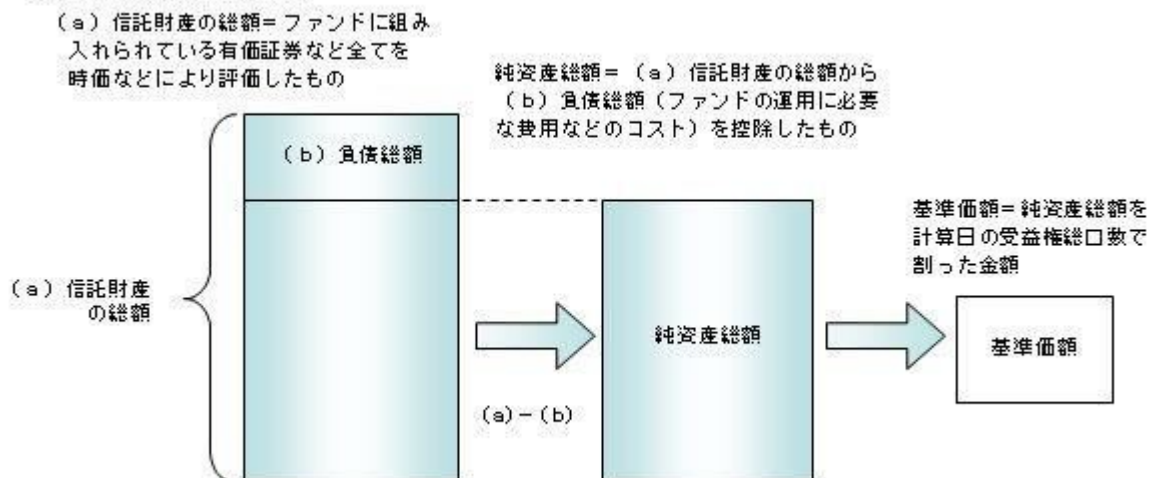 （a）信託財産の総額＝ファンドに組み
入れられている有価証券など全てを
時価などにより評価したもの
純資産総額＝（a）信託財産の総額から
（b）負債総額（ファンドの運用に必要
な費用などのコスト）を控除したもの
（b）負債総額
基準価額＝純資産総額を
計算日の受益権総口数で
割った金額
（a）信託財産
の総額
純資産総額
基準価額
（a）－（b）